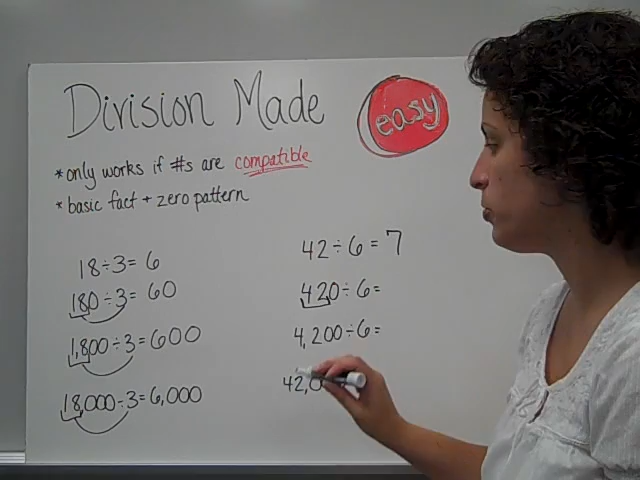 Division Made easy
*only works if #s are compatible
*basic fact + zero pattern
18÷3=6
180÷3=60
1,800÷3=600
18,000÷3=6,000
42÷6=7
420÷6=
4,200÷6=
42,0